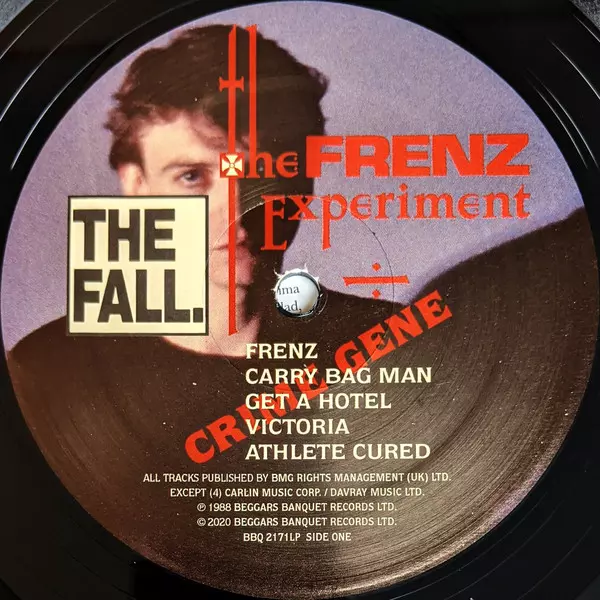 the FRENZ
Experiment
THE
FALL.
ima
lad,
CRIME GENE
FRENZ
CARRY BAG MAN
GET A HOTEL
VICTORIA
ATHLETE CURED
ALL TRACKS PUBLISHED BY BMG RIGHTS MANAGEMENT (UK) LTD.
EXCEPT (4) CARLIN MUSIC CORP. / DAVRAY MUSIC LTD.
℗ 1988 BEGGARS BANQUET RECORDS LTD.
© 2020 BEGGARS BANQUET RECORDS LTD.
BBQ 2171LP SIDE ONE